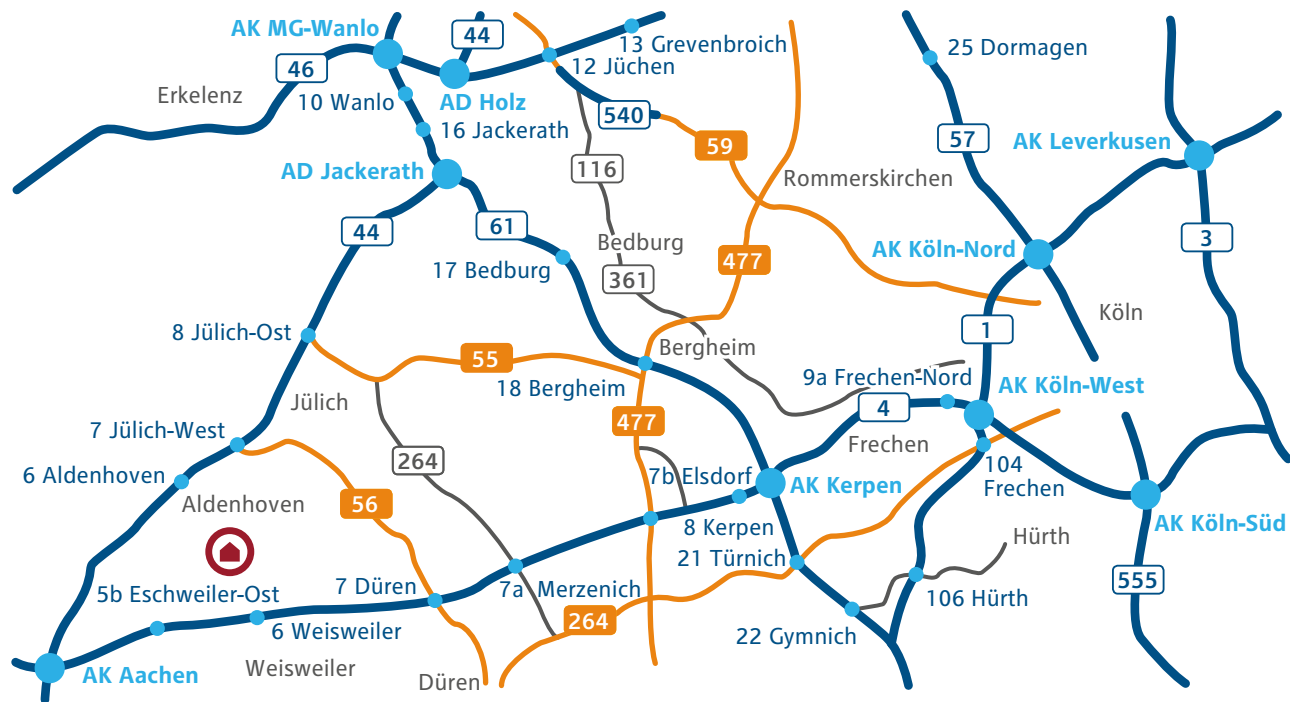 AK MG-Wanlo
44
13 Grevenbroich
25 Dormagen
46
12 Jüchen
Erkelenz
10 Wanlo
AD Holz
540
16 Jackerath
57
AK Leverkusen
59
116
AD Jackerath
Rommerskirchen
44
61
3
Bedburg
AK Köln-Nord
17 Bedburg
477
361
Köln
8 Jülich-Ost
1
Bergheim
55
18 Bergheim
9a Frechen-Nord
AK Köln-West
Jülich
4
477
7 Jülich-West
Frechen
264
6 Aldenhoven
7b Elsdorf
AK Kerpen
104
Frechen
Aldenhoven
56
8 Kerpen
AK Köln-Süd
Hürth
21 Türnich
555
5b Eschweiler-Ost
7 Düren
7a Merzenich
106 Hürth
264
6 Weisweiler
22 Gymnich
Weisweiler
AK Aachen
Düren